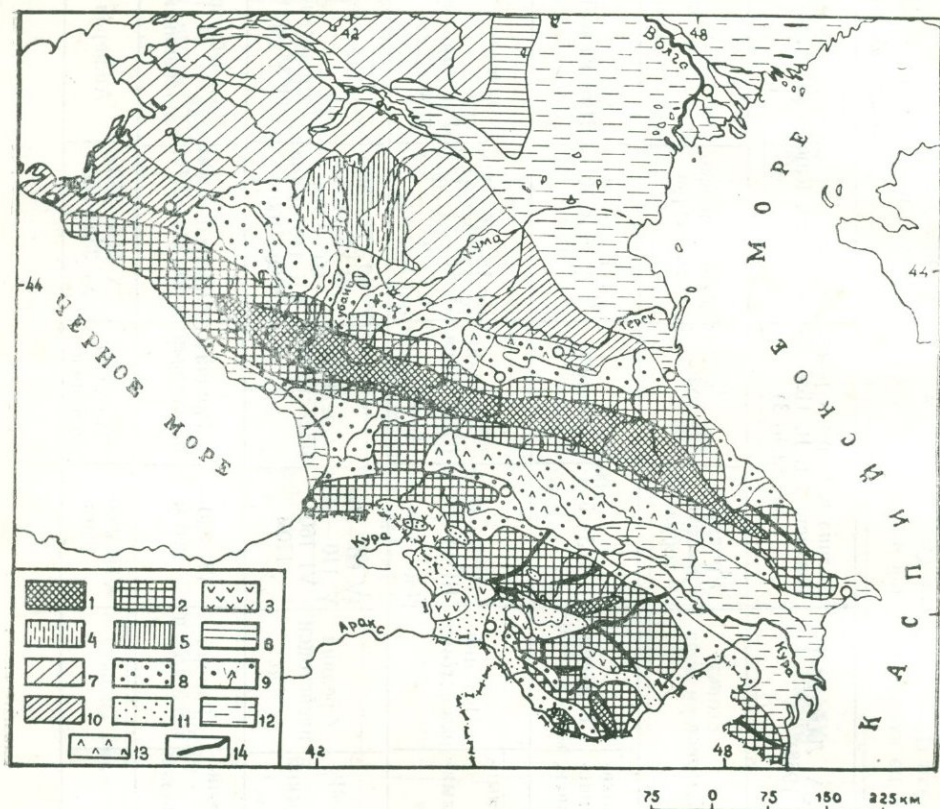 42
48
Волга
44
44
Кума
Кубань
Терек
ЧЕРНОЕ
МОРЕ
КАСПИЙСКОЕ МОРЕ
Кура
Аракс
Кура
1 2 3
4 5 6
7 8 9
10 11 12
13 14
42
48
75 0 75 150 225 км